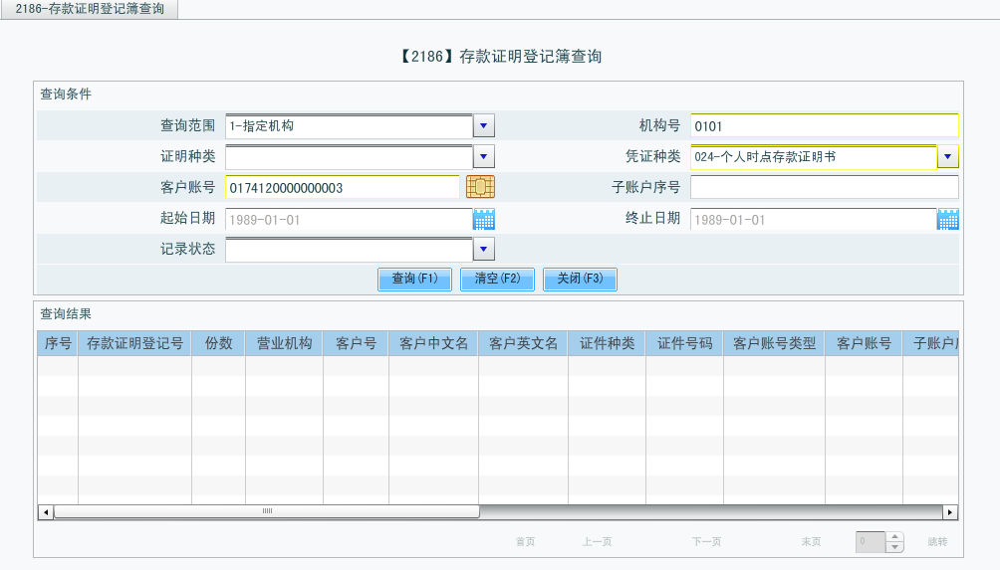 2186-存款证明登记簿查询
【2186】存款证明登记簿查询
查询条件
查询范围 1-指定机构 机构号 0101
证明种类 凭证种类 024-个人时点存款证明书
客户账号 0174120000000003 子账户序号
起始日期 1989-01-01 终止日期 1989-01-01
记录状态
查询(F1) 清空(F2) 关闭(F3)
查询结果
序号 存款证明登记号 份数 营业机构 客户号 客户中文名 客户英文名 证件种类 证件号码 客户账号类型 客户账号 子账户
首页 上一页 下一页 末页 0 跳转